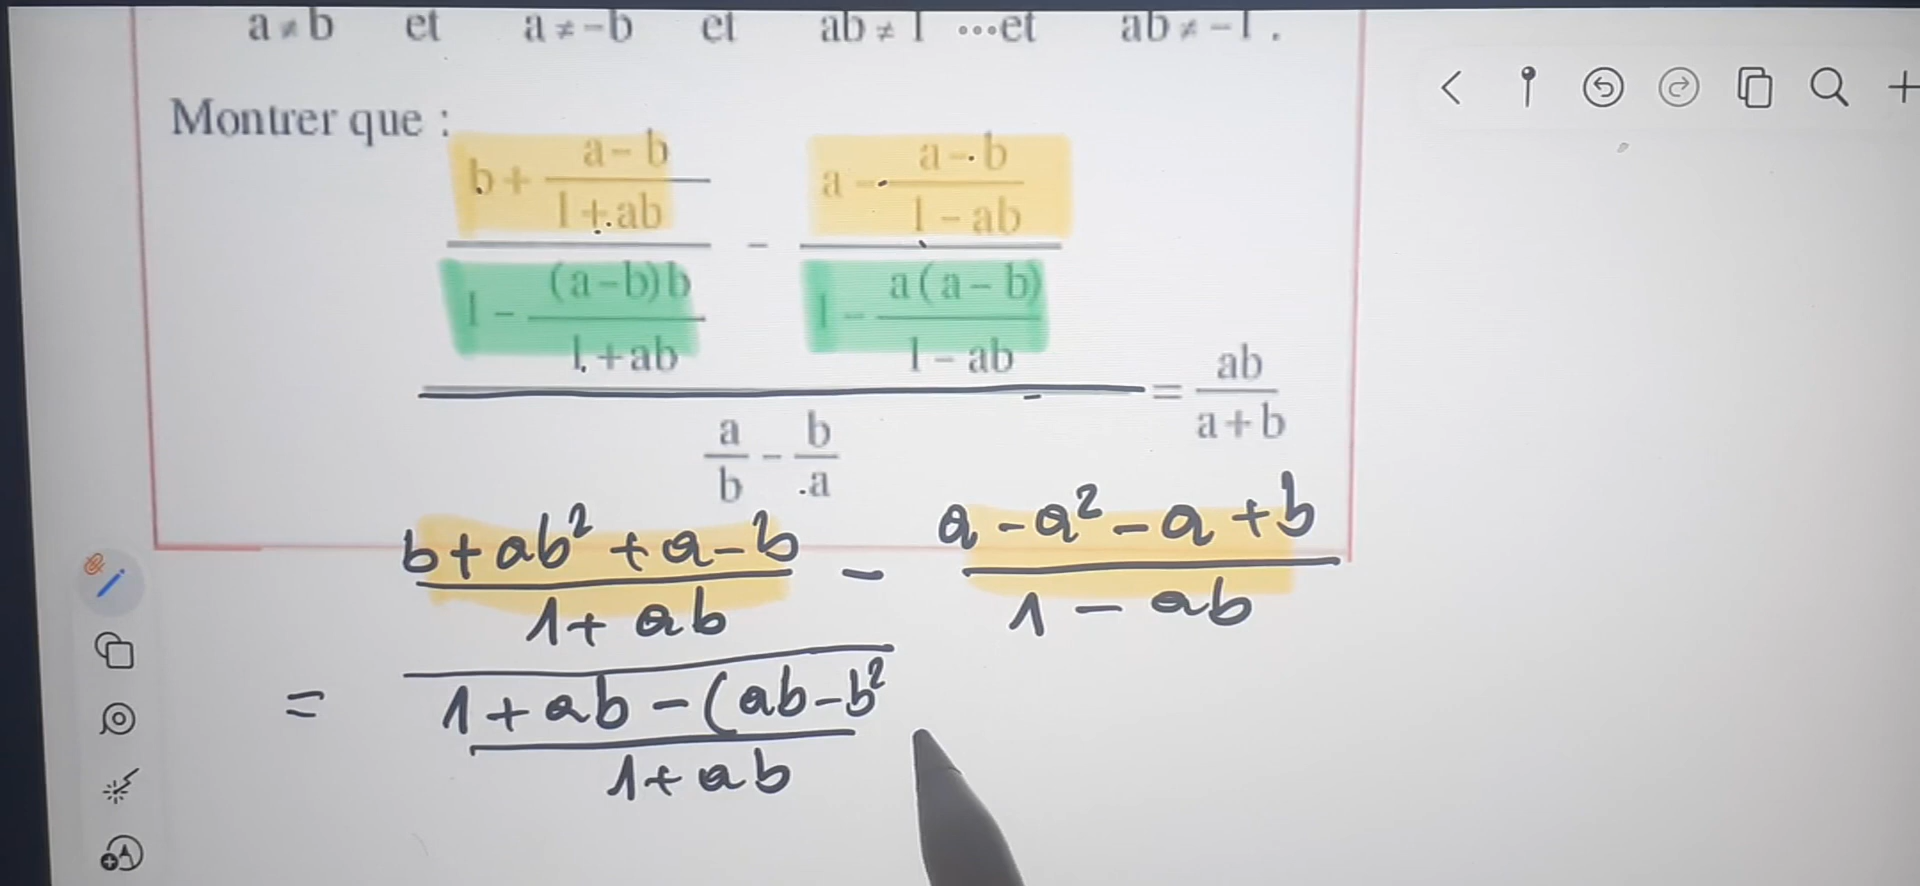 a ≠ b et a ≠ -b et ab ≠ 1 ...et ab ≠ -1 .
Montrer que :
a - b a - b
b + a -
1 + ab 1 - ab
-
(a - b) b a ( a - b)
1 - 1 -
1 + ab 1 - ab
= ab
a + b
a - b
b a
b + ab² + a - b - a - a² - a + b
1 + ab 1 - ab
= 1 + ab - (ab - b²
1 + ab